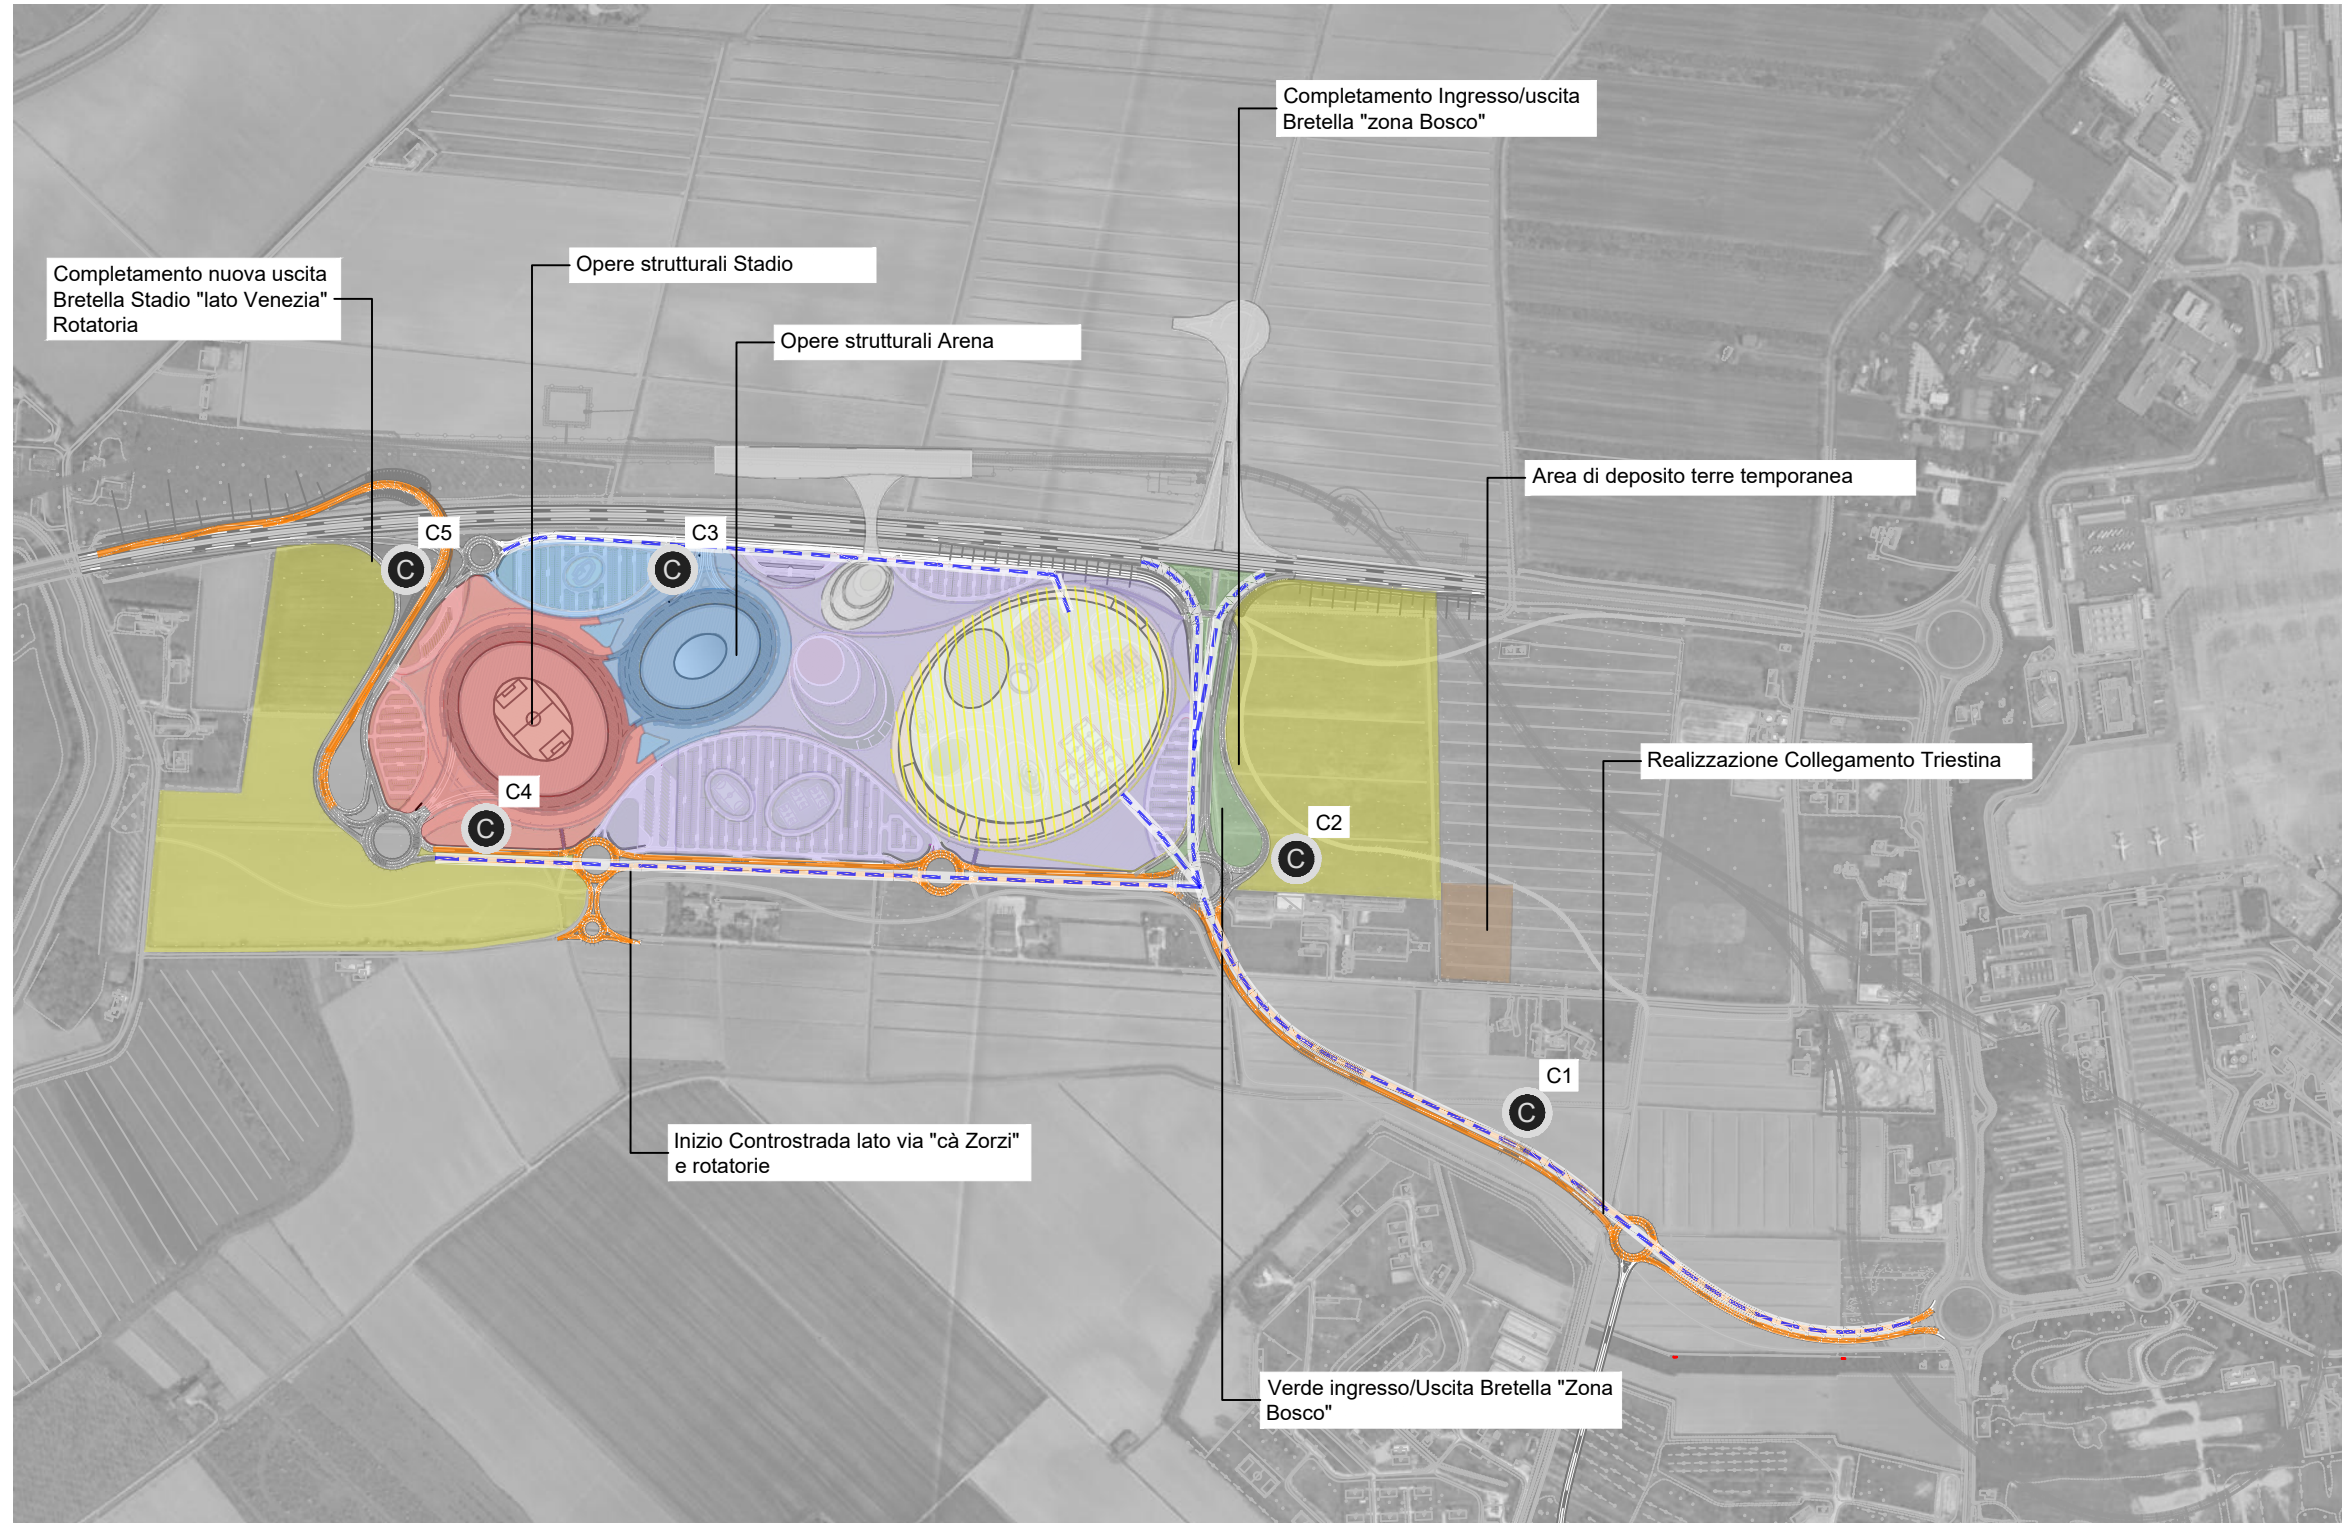 Completamento Ingresso/uscita
Bretella "zona Bosco"
Opere strutturali Stadio
Completamento nuova uscita
Bretella Stadio "lato Venezia"
Rotatoria
Opere strutturali Arena
Area di deposito terre temporanea
C5
C
C3
C
Realizzazione Collegamento Triestina
C4
C
C2
C
C1
C
Inizio Controstrada lato via "cà Zorzi"
e rotatorie
Verde ingresso/Uscita Bretella "Zona
Bosco"